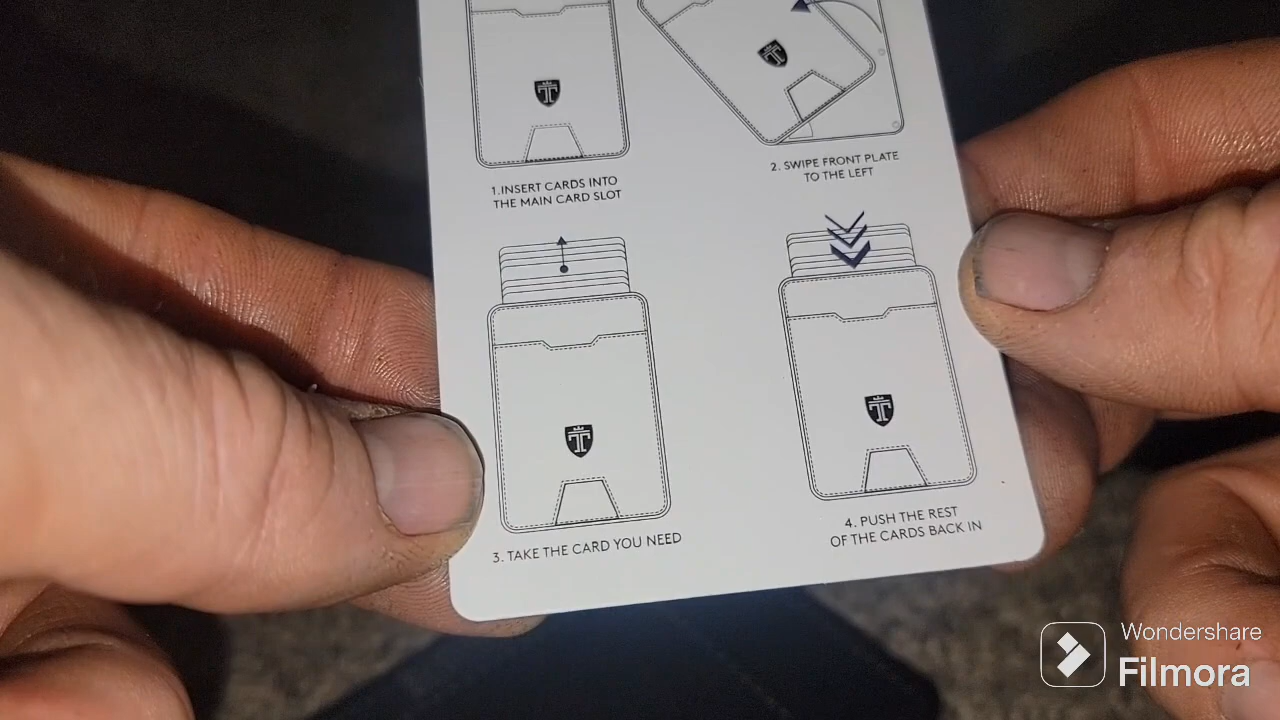 1.INSERT CARDS INTO
THE MAIN CARD SLOT
2. SWIPE FRONT PLATE
TO THE LEFT
3. TAKE THE CARD YOU NEED
4. PUSH THE REST
OF THE CARDS BACK IN
Wondershare
Filmora